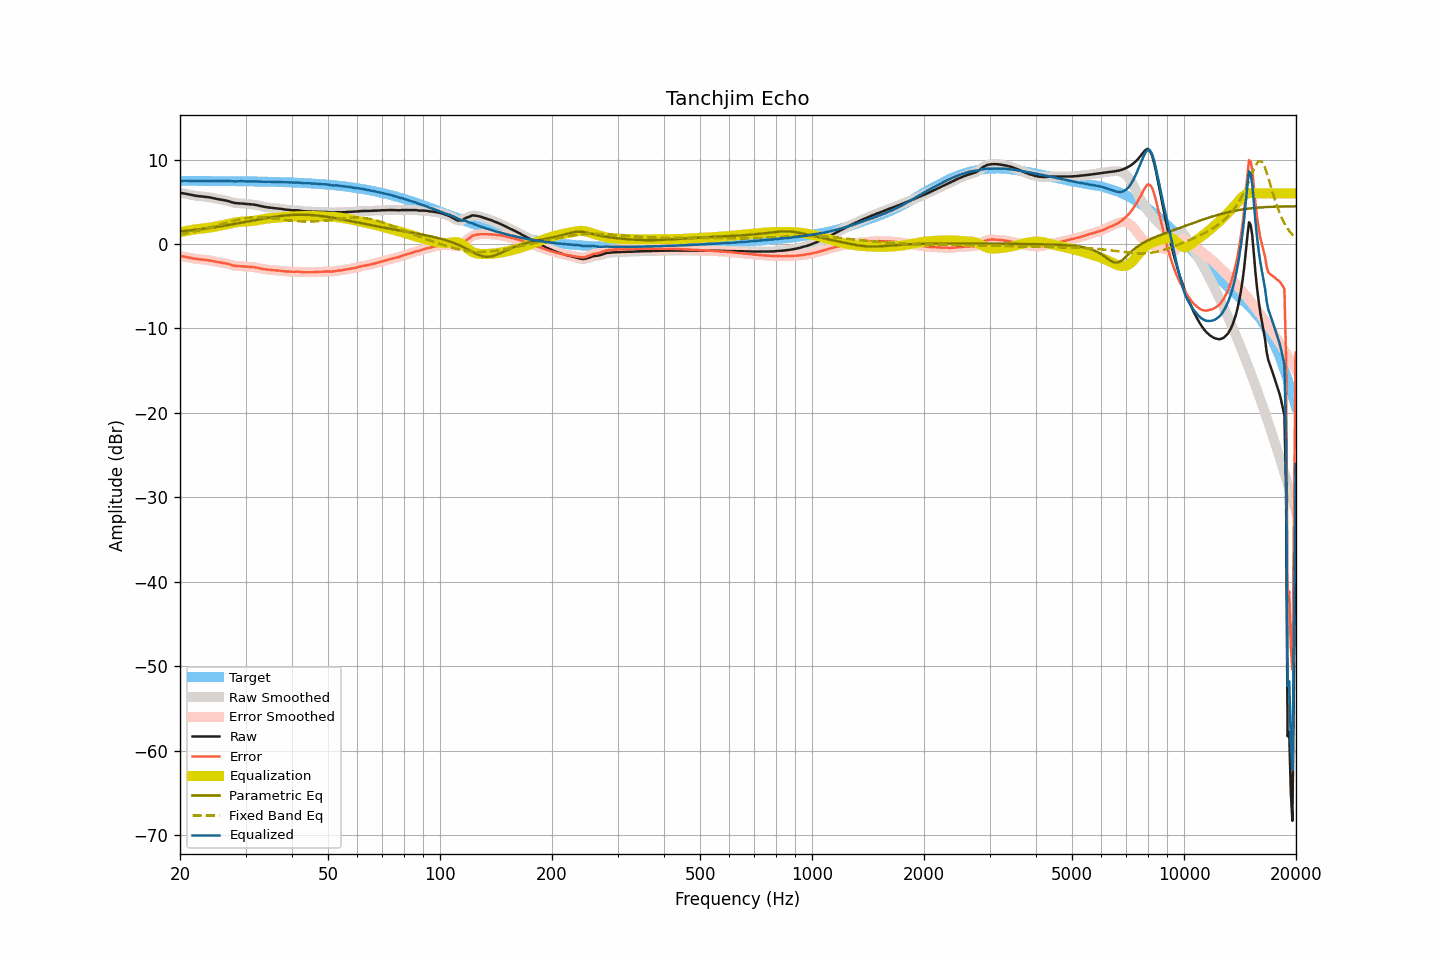 Tanchjim Echo
Amplitude (dBr)
10
0
−10
−20
−30
−40
−50
−60
−70
Target
Raw Smoothed
Error Smoothed
Raw
Error
Equalization
Parametric Eq
Fixed Band Eq
Equalized
20 50 100 200 500 1000 2000 5000 10000 20000
Frequency (Hz)